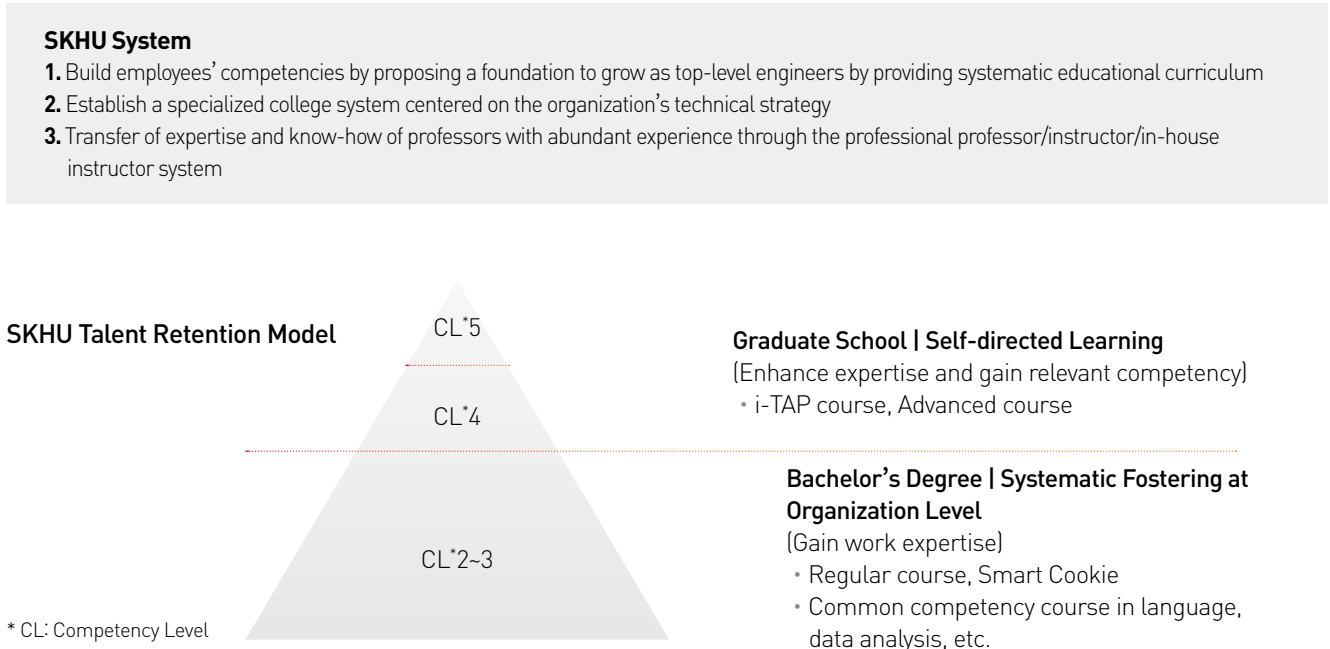 SKHU System
1. Build employees’ competencies by proposing a foundation to grow as top-level engineers by providing systematic educational curriculum
2. Establish a specialized college system centered on the organization’s technical strategy
3. Transfer of expertise and know-how of professors with abundant experience through the professional professor/instructor/in-house
instructor system
SKHU Talent Retention Model
CL*5
CL*4
CL*2~3
* CL: Competency Level
Graduate School | Self-directed Learning
(Enhance expertise and gain relevant competency)
• i-TAP course, Advanced course
Bachelor’s Degree | Systematic Fostering at
Organization Level
(Gain work expertise)
• Regular course, Smart Cookie
• Common competency course in language,
data analysis, etc.